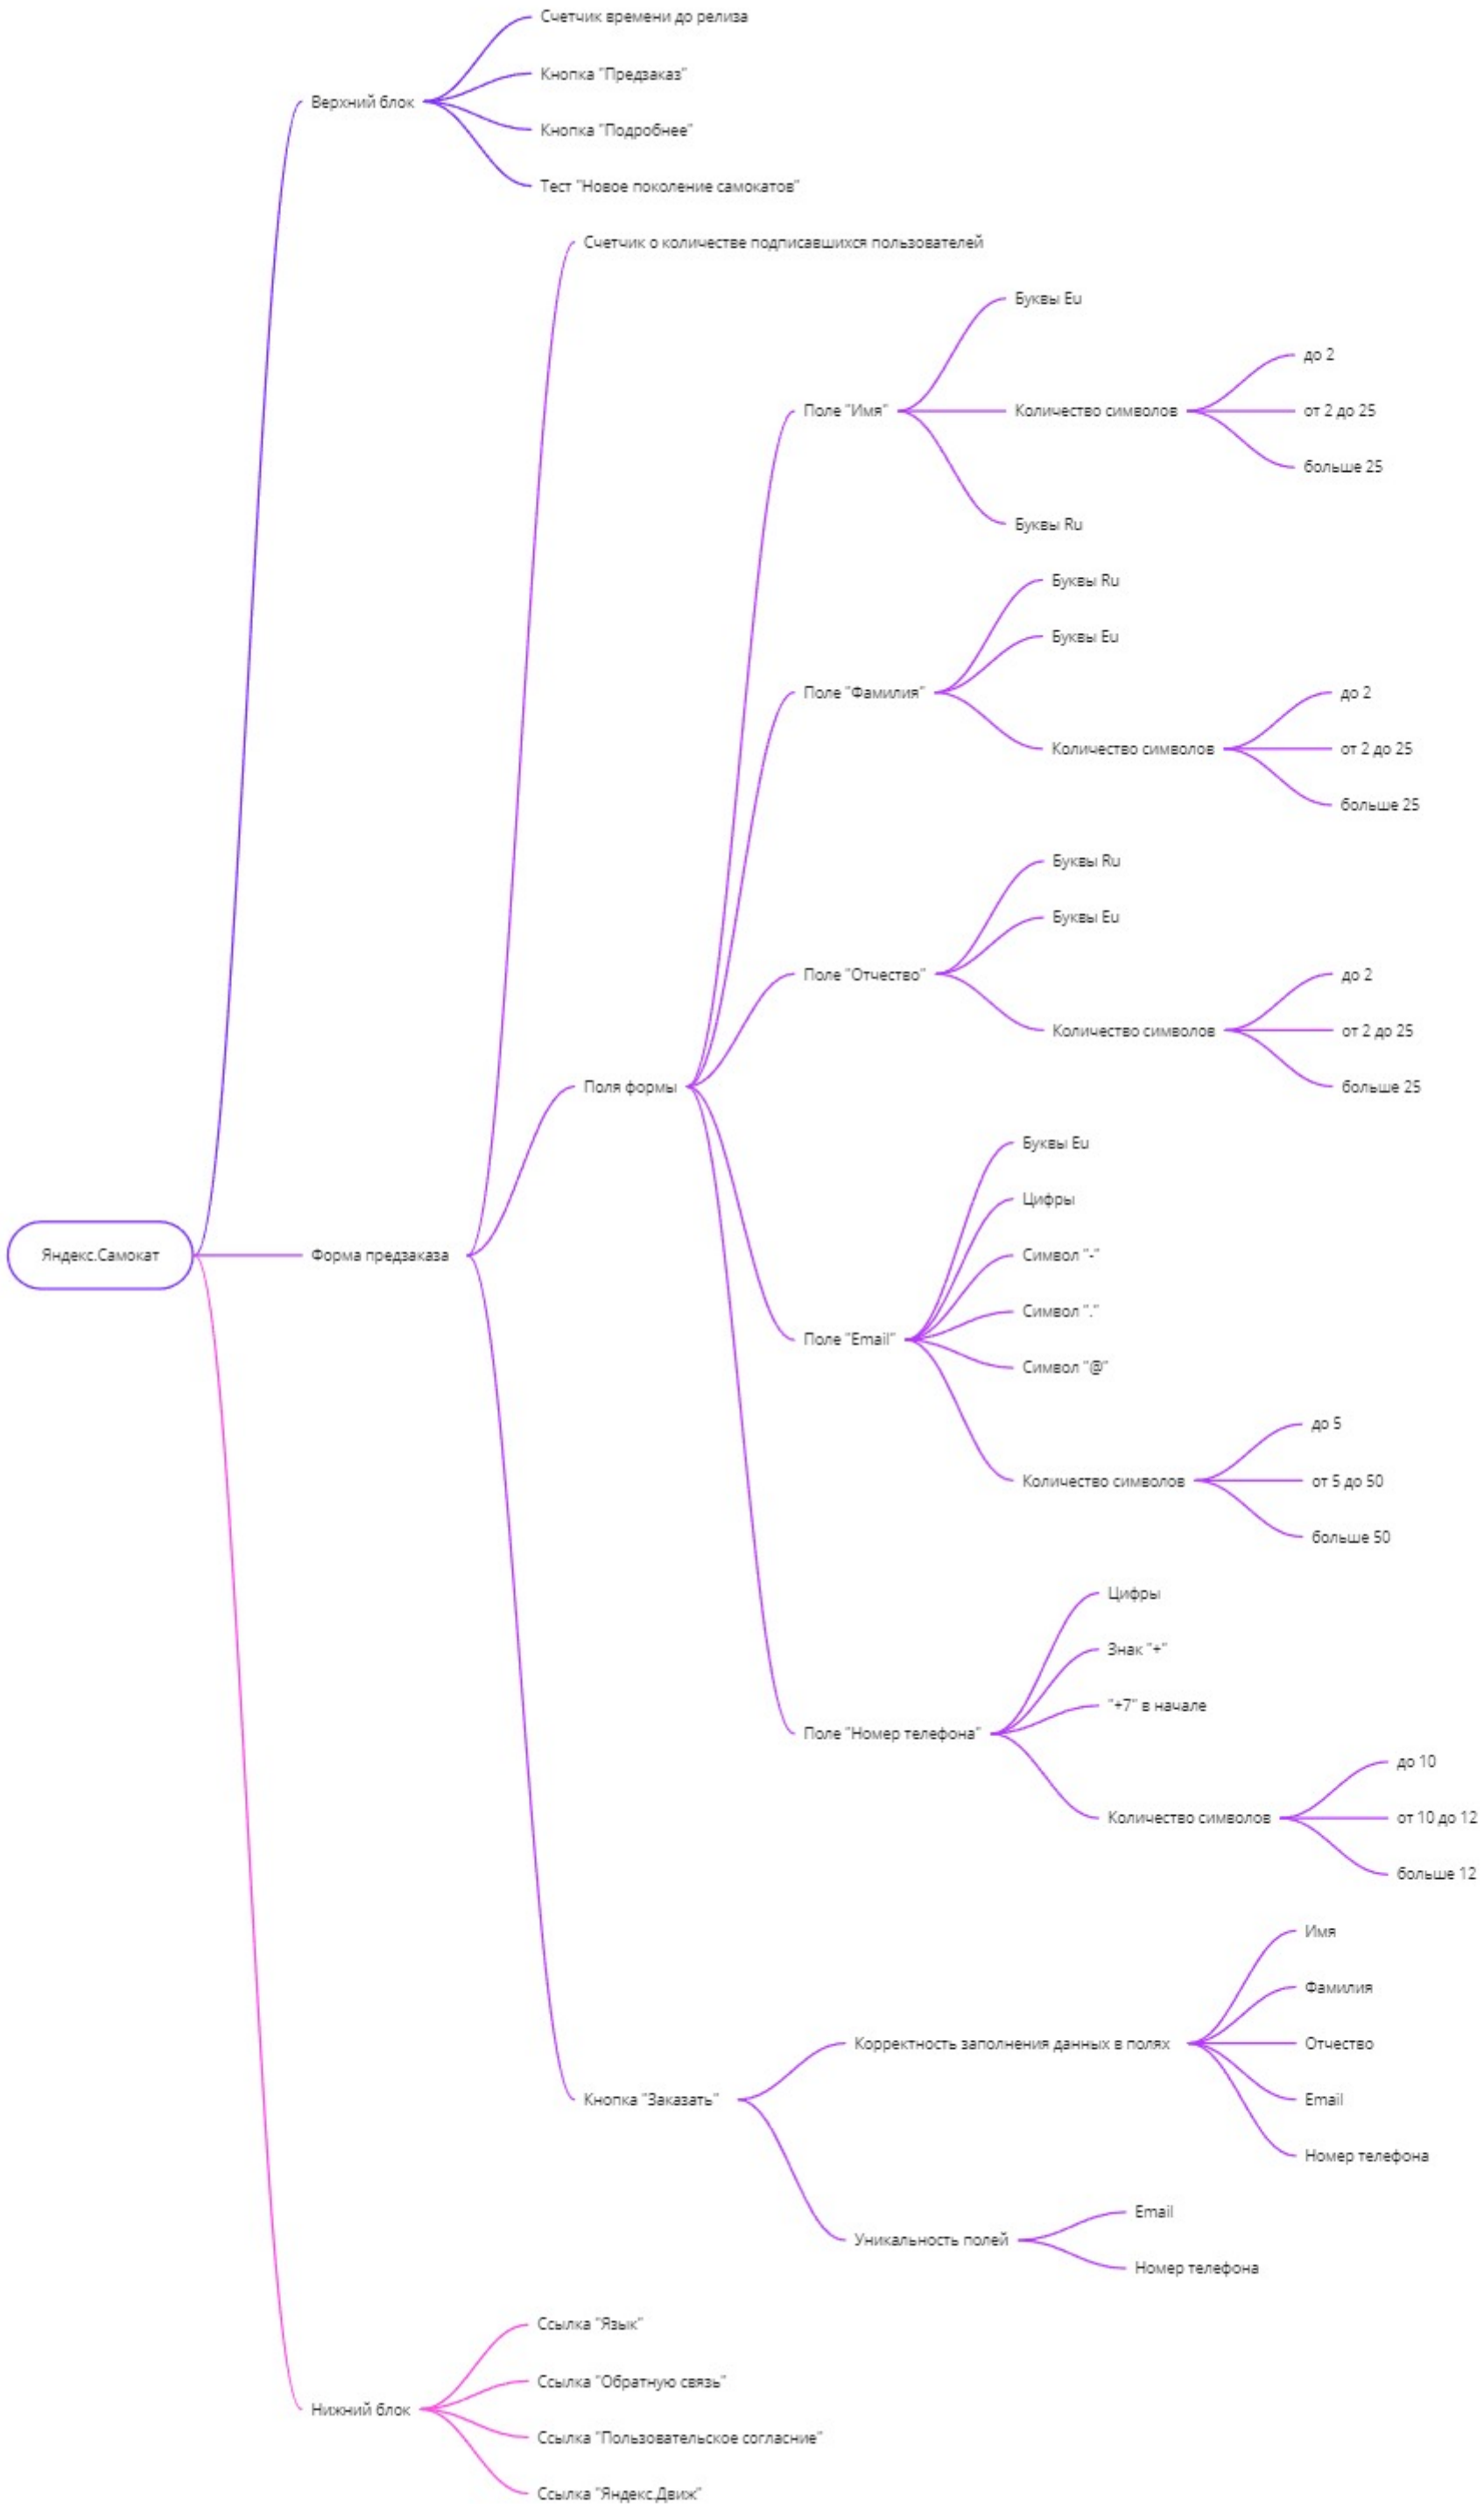 Счетчик времени до релиза
Кнопка "Предзаказ"
Верхний блок
Кнопка "Подробнее"
Тест "Новое поколение самокатов"
Счетчик о количестве подписавшихся пользователей
Буквы Eu
до 2
Поле "Имя"
Количество символов
от 2 до 25
больше 25
Буквы Ru
Буквы Ru
Буквы Eu
Поле "Фамилия"
до 2
Количество символов
от 2 до 25
больше 25
Буквы Ru
Буквы Eu
Поле "Отчество"
до 2
Количество символов
от 2 до 25
Поля формы
больше 25
Буквы Eu
Цифры
Яндекс.Самокат
Форма предзаказа
Символ "-"
Символ "."
Поле "Email"
Символ "@"
до 5
Количество символов
от 5 до 50
больше 50
Цифры
Знак "+"
"+7" в начале
Поле "Номер телефона"
до 10
Количество символов
от 10 до 12
больше 12
Имя
Фамилия
Корректность заполнения данных в полях
Отчество
Кнопка "Заказать"
Email
Номер телефона
Email
Уникальность полей
Номер телефона
Ссылка "Язык"
Ссылка "Обратную связь"
Нижний блок
Ссылка "Пользовательское согласние"
Ссылка "Яндекс.Движ"